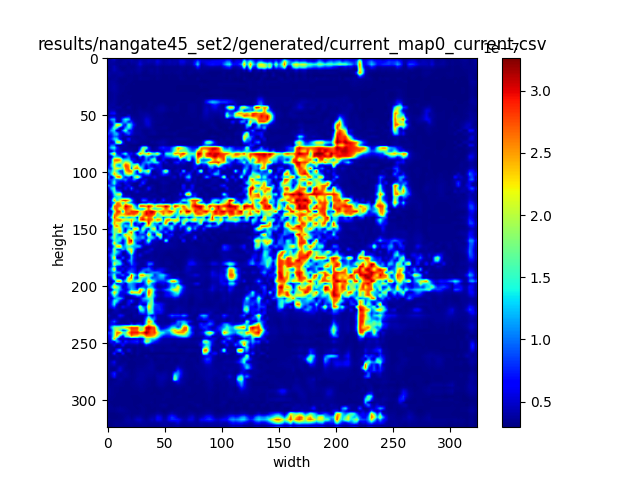 results/nangate45_set2/generated/current_map0_current.csv
1e−7
0
50
100
150
200
250
300
height
0 50 100 150 200 250 300
width
3.0
2.5
2.0
1.5
1.0
0.5